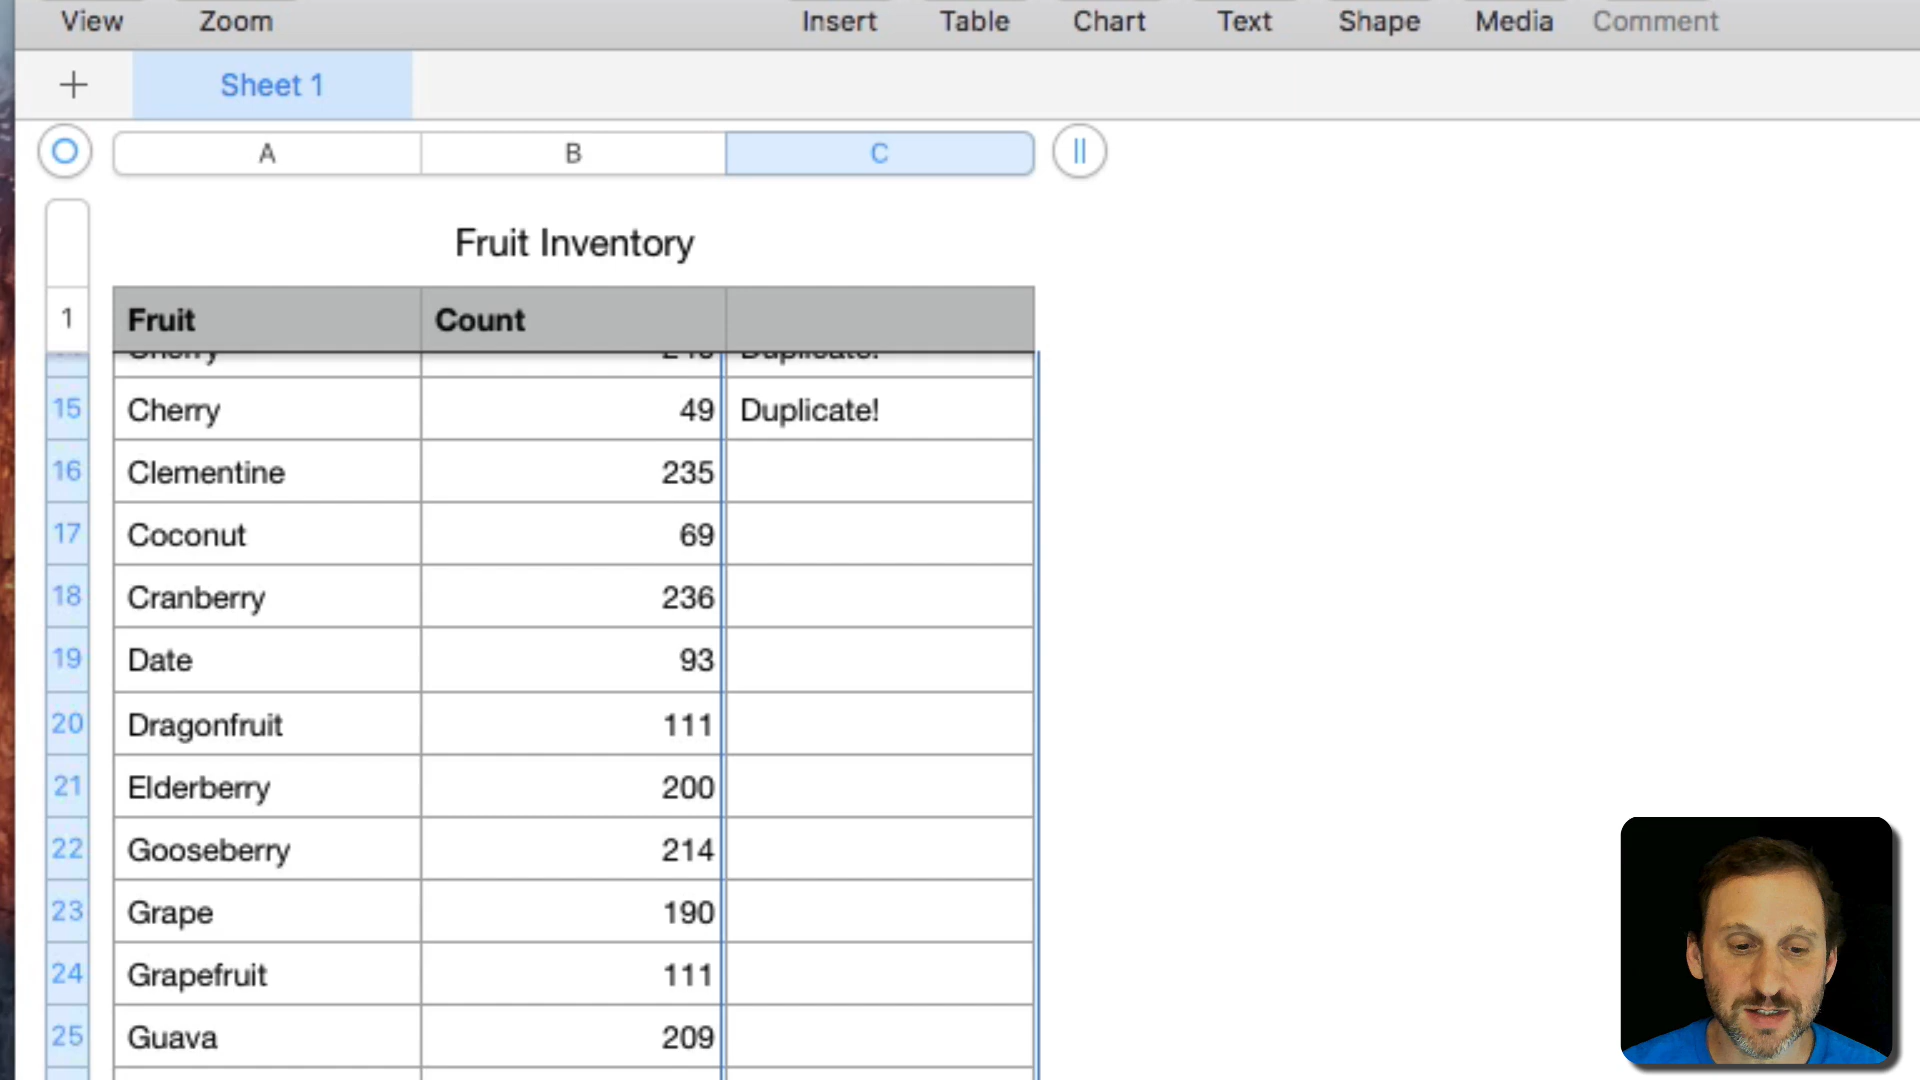 View Zoom Insert Table Chart Text Shape Media Comment
+ Sheet 1
A B C
Fruit Inventory
1 Fruit Count
Cherry Duplicate!
15 Cherry 49 Duplicate!
16 Clementine 235
17 Coconut 69
18 Cranberry 236
19 Date 93
20 Dragonfruit 111
21 Elderberry 200
22 Gooseberry 214
23 Grape 190
24 Grapefruit 111
25 Guava 209